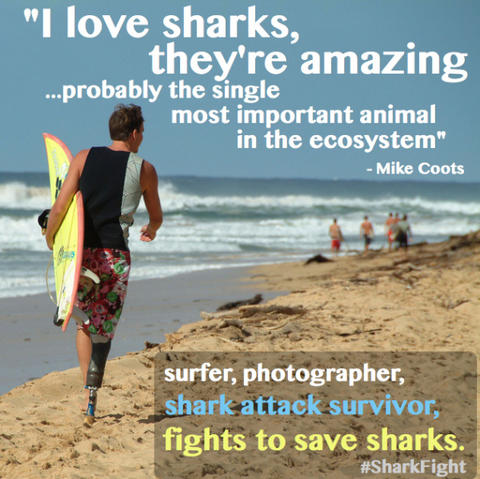 "I love sharks,
they're amazing
...probably the single
most important animal
in the ecosystem"
- Mike Coots
surfer, photographer,
shark attack survivor,
fights to save sharks.
#SharkFight